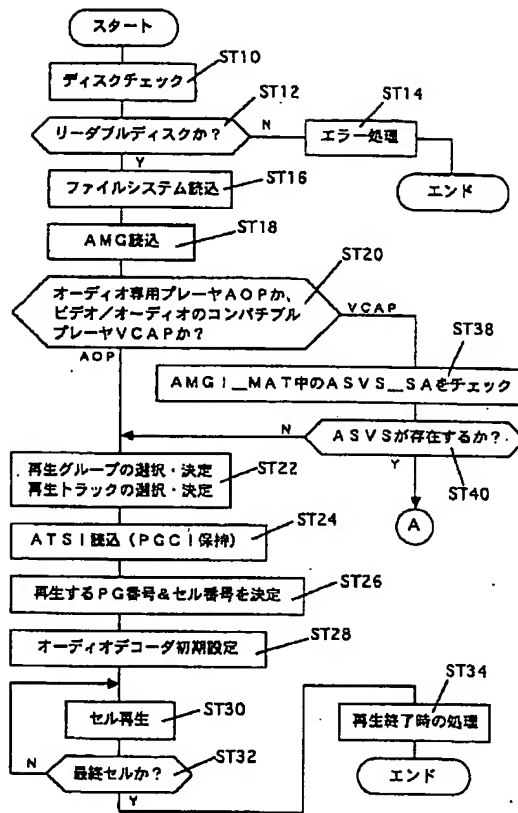 スタート
ST10
ディスクチェック
ST12
リーダブルディスクか？
N
ST14
エラー処理
Y
エンド
ST16
ファイルシステム読込
ST18
AMG読込
ST20
オーディオ専用プレーヤAOPか、
ビデオ／オーディオのコンパチブル
プレーヤVCAPか？
VCAP
AOP
ST38
AMGI_MAT中のASVS_SAをチェック
N
ASVSが存在するか？
Y
ST40
A
再生グループの選択・決定
再生トラックの選択・決定
ST22
ST24
ATSI読込（PGCI保持）
ST26
再生するPG番号＆セル番号を決定
ST28
オーディオデコーダ初期設定
セル再生
ST30
ST34
再生終了時の処理
N
最終セルか？
ST32
Y
エンド